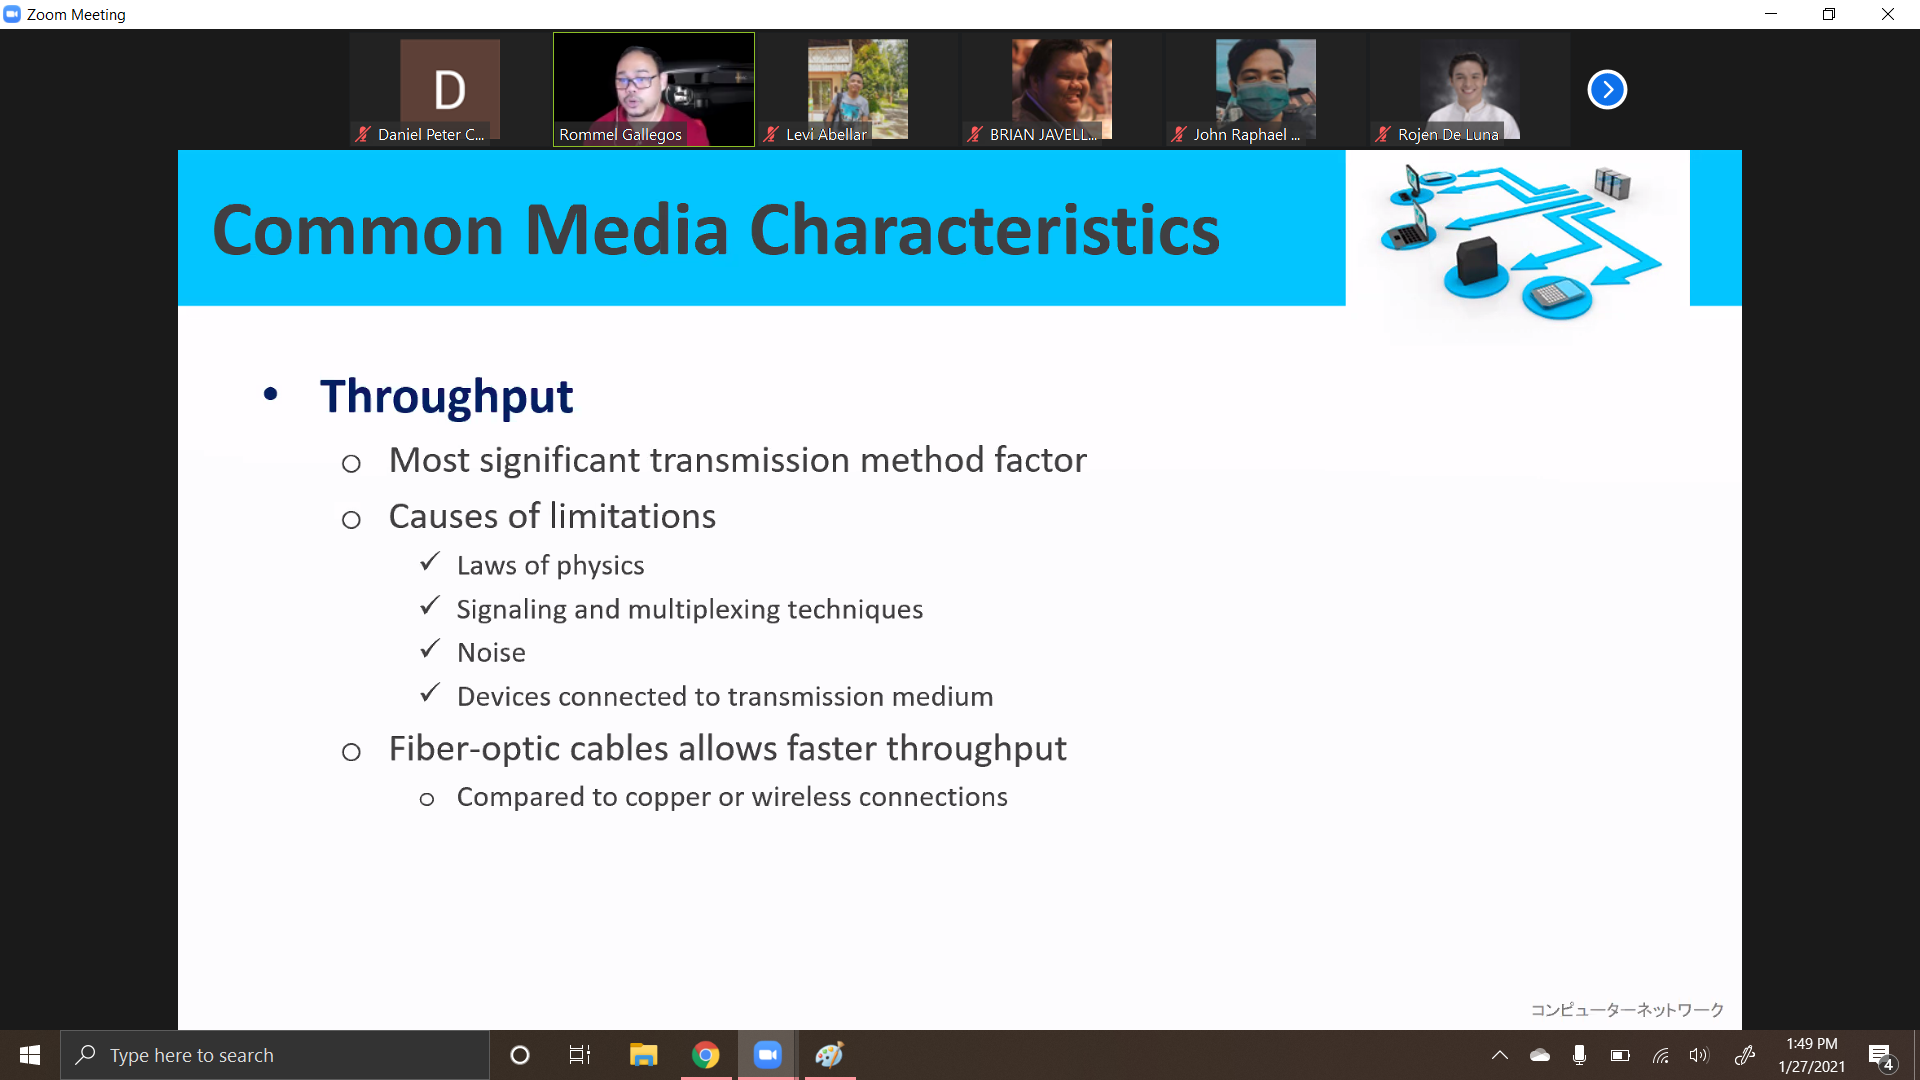 Zoom Meeting
D
Daniel Peter C...
Rommel Gallegos
Levi Abellar
BRIAN JAVELL...
John Raphael ...
Rojen De Luna
Common Media Characteristics
• Throughput
o Most significant transmission method factor
o Causes of limitations
✓ Laws of physics
✓ Signaling and multiplexing techniques
✓ Noise
✓ Devices connected to transmission medium
o Fiber-optic cables allows faster throughput
o Compared to copper or wireless connections
コンピューターネットワーク
Type here to search
1:49 PM
1/27/2021
4